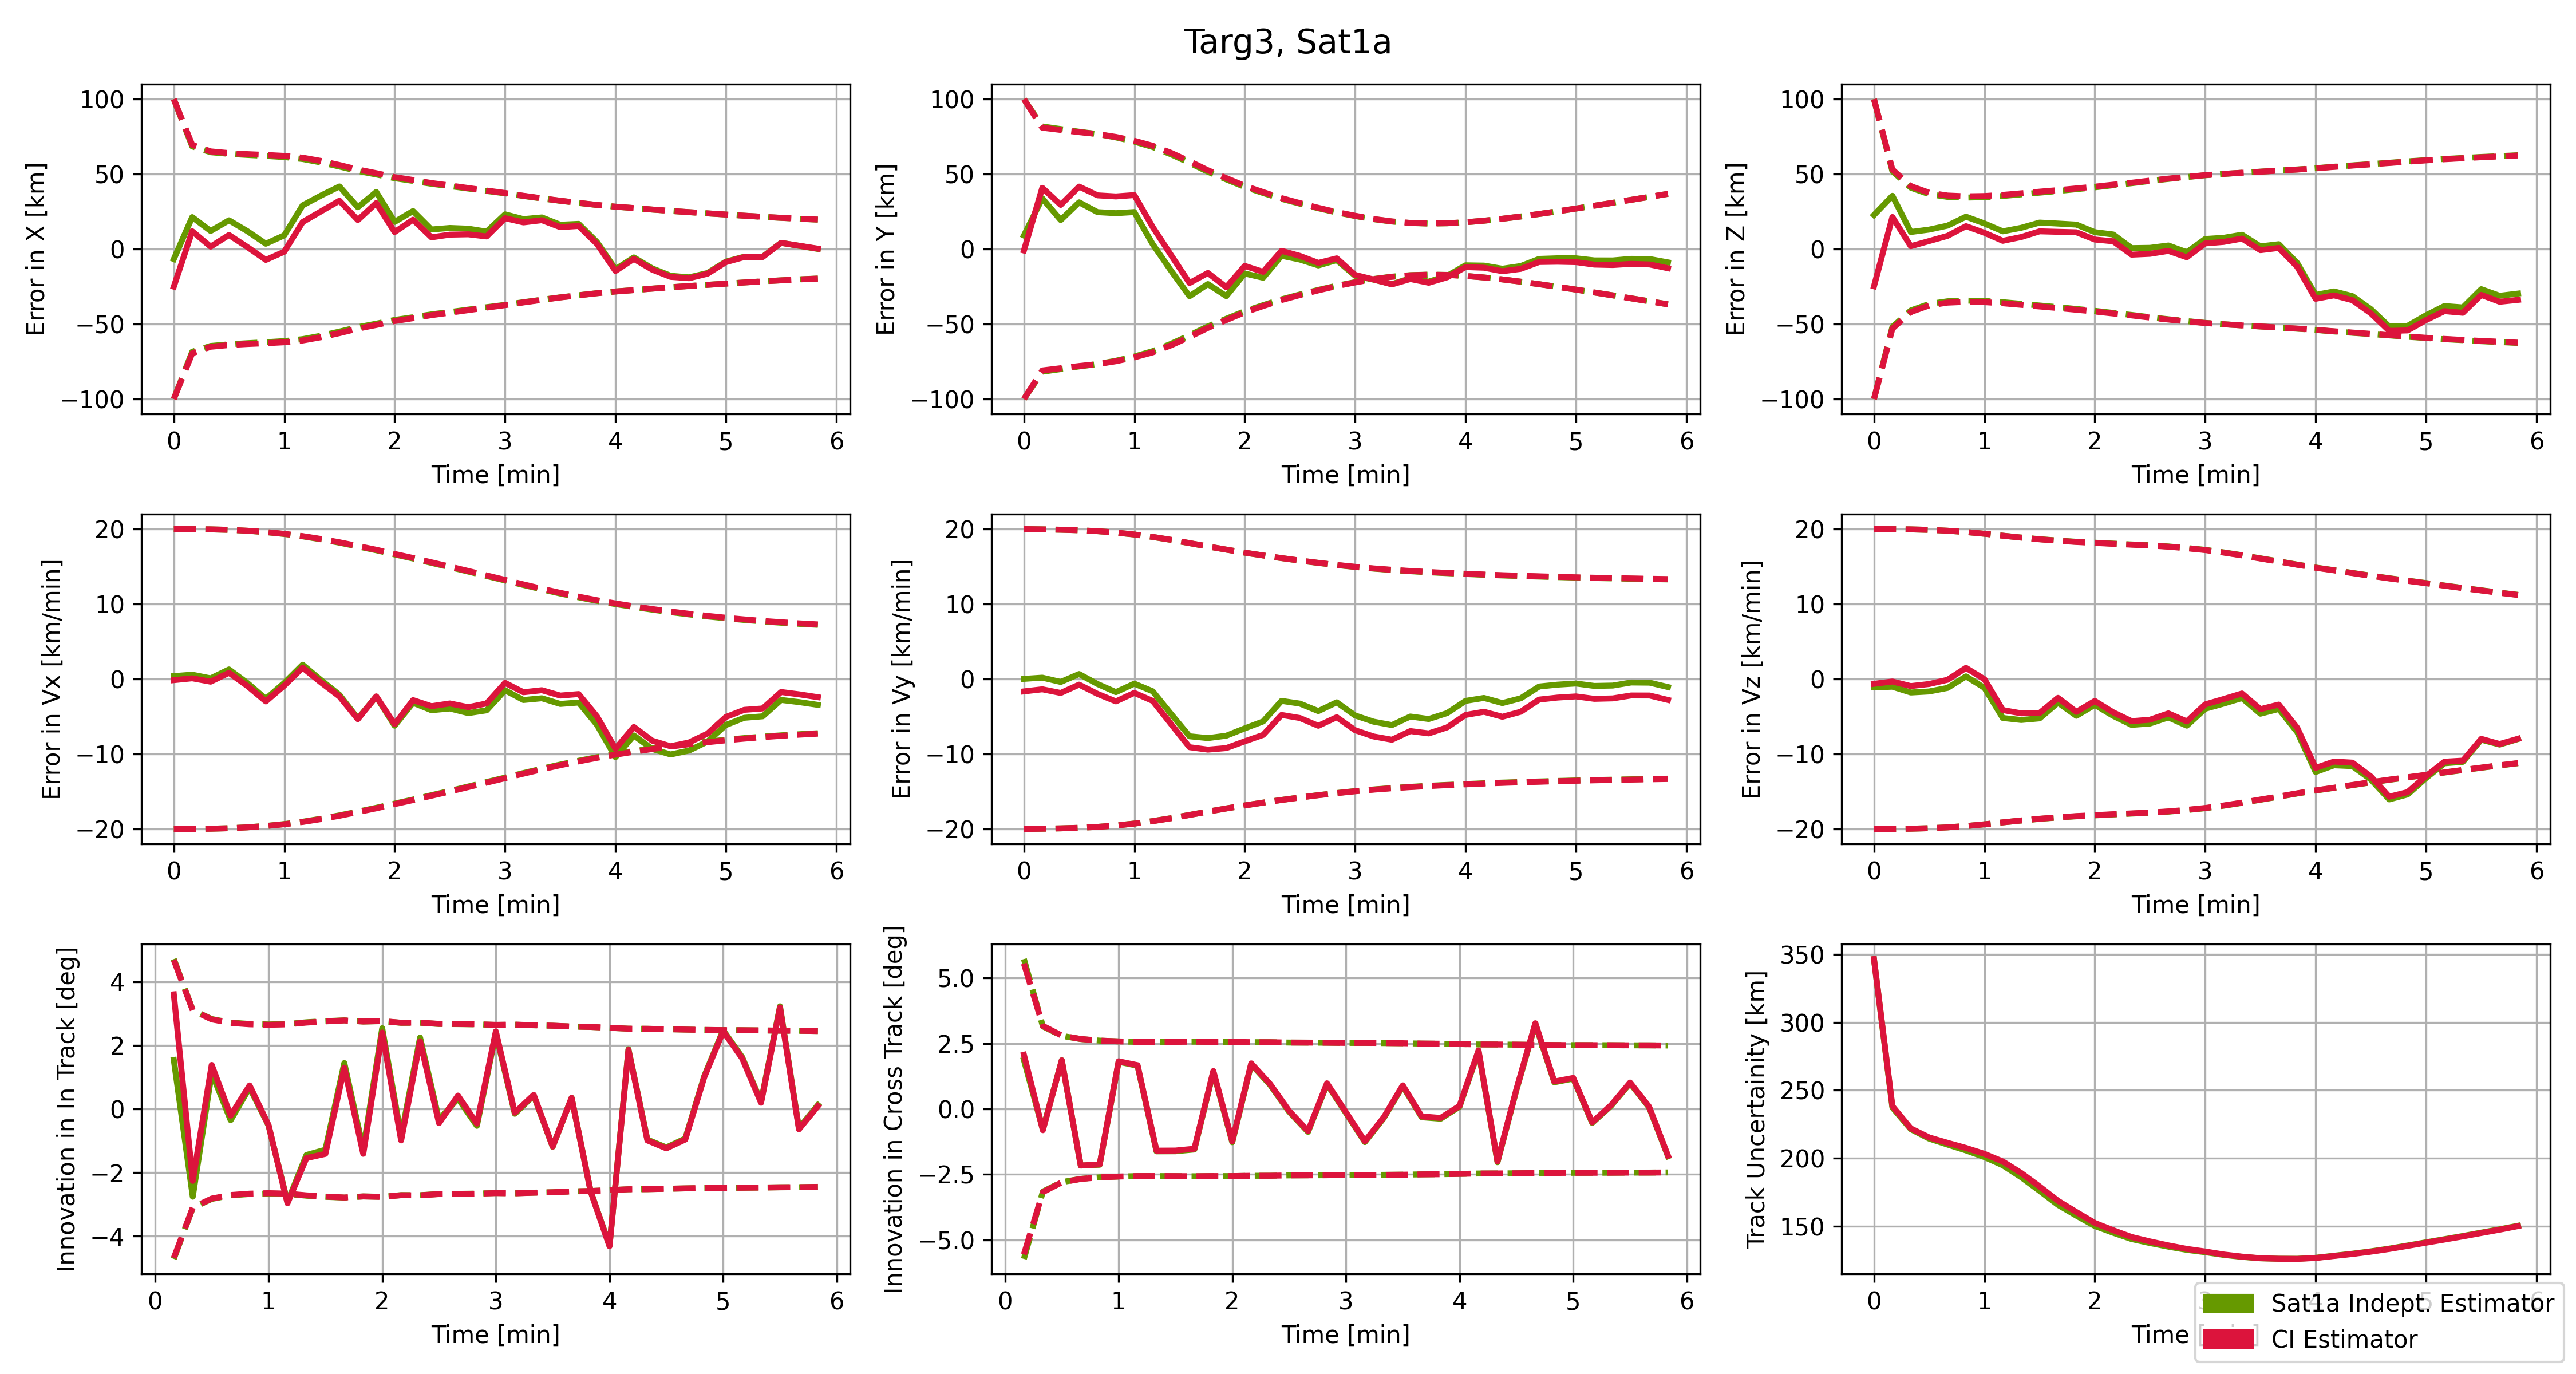 Targ3, Sat1a
Error in X [km]
100
50
0
−50
−100
0 1 2 3 4 5 6
Time [min]
Error in Y [km]
100
50
0
−50
−100
0 1 2 3 4 5 6
Time [min]
Error in Z [km]
100
50
0
−50
−100
0 1 2 3 4 5 6
Time [min]
Error in Vx [km/min]
20
10
0
−10
−20
0 1 2 3 4 5 6
Time [min]
Error in Vy [km/min]
20
10
0
−10
−20
0 1 2 3 4 5 6
Time [min]
Error in Vz [km/min]
20
10
0
−10
−20
0 1 2 3 4 5 6
Time [min]
Innovation in In Track [deg]
4
2
0
−2
−4
0 1 2 3 4 5 6
Time [min]
Innovation in Cross Track [deg]
5.0
2.5
0.0
−2.5
−5.0
0 1 2 3 4 5 6
Time [min]
Track Uncertainity [km]
350
300
250
200
150
0 1 2
Time
Sat1a Indept. Estimator
CI Estimator